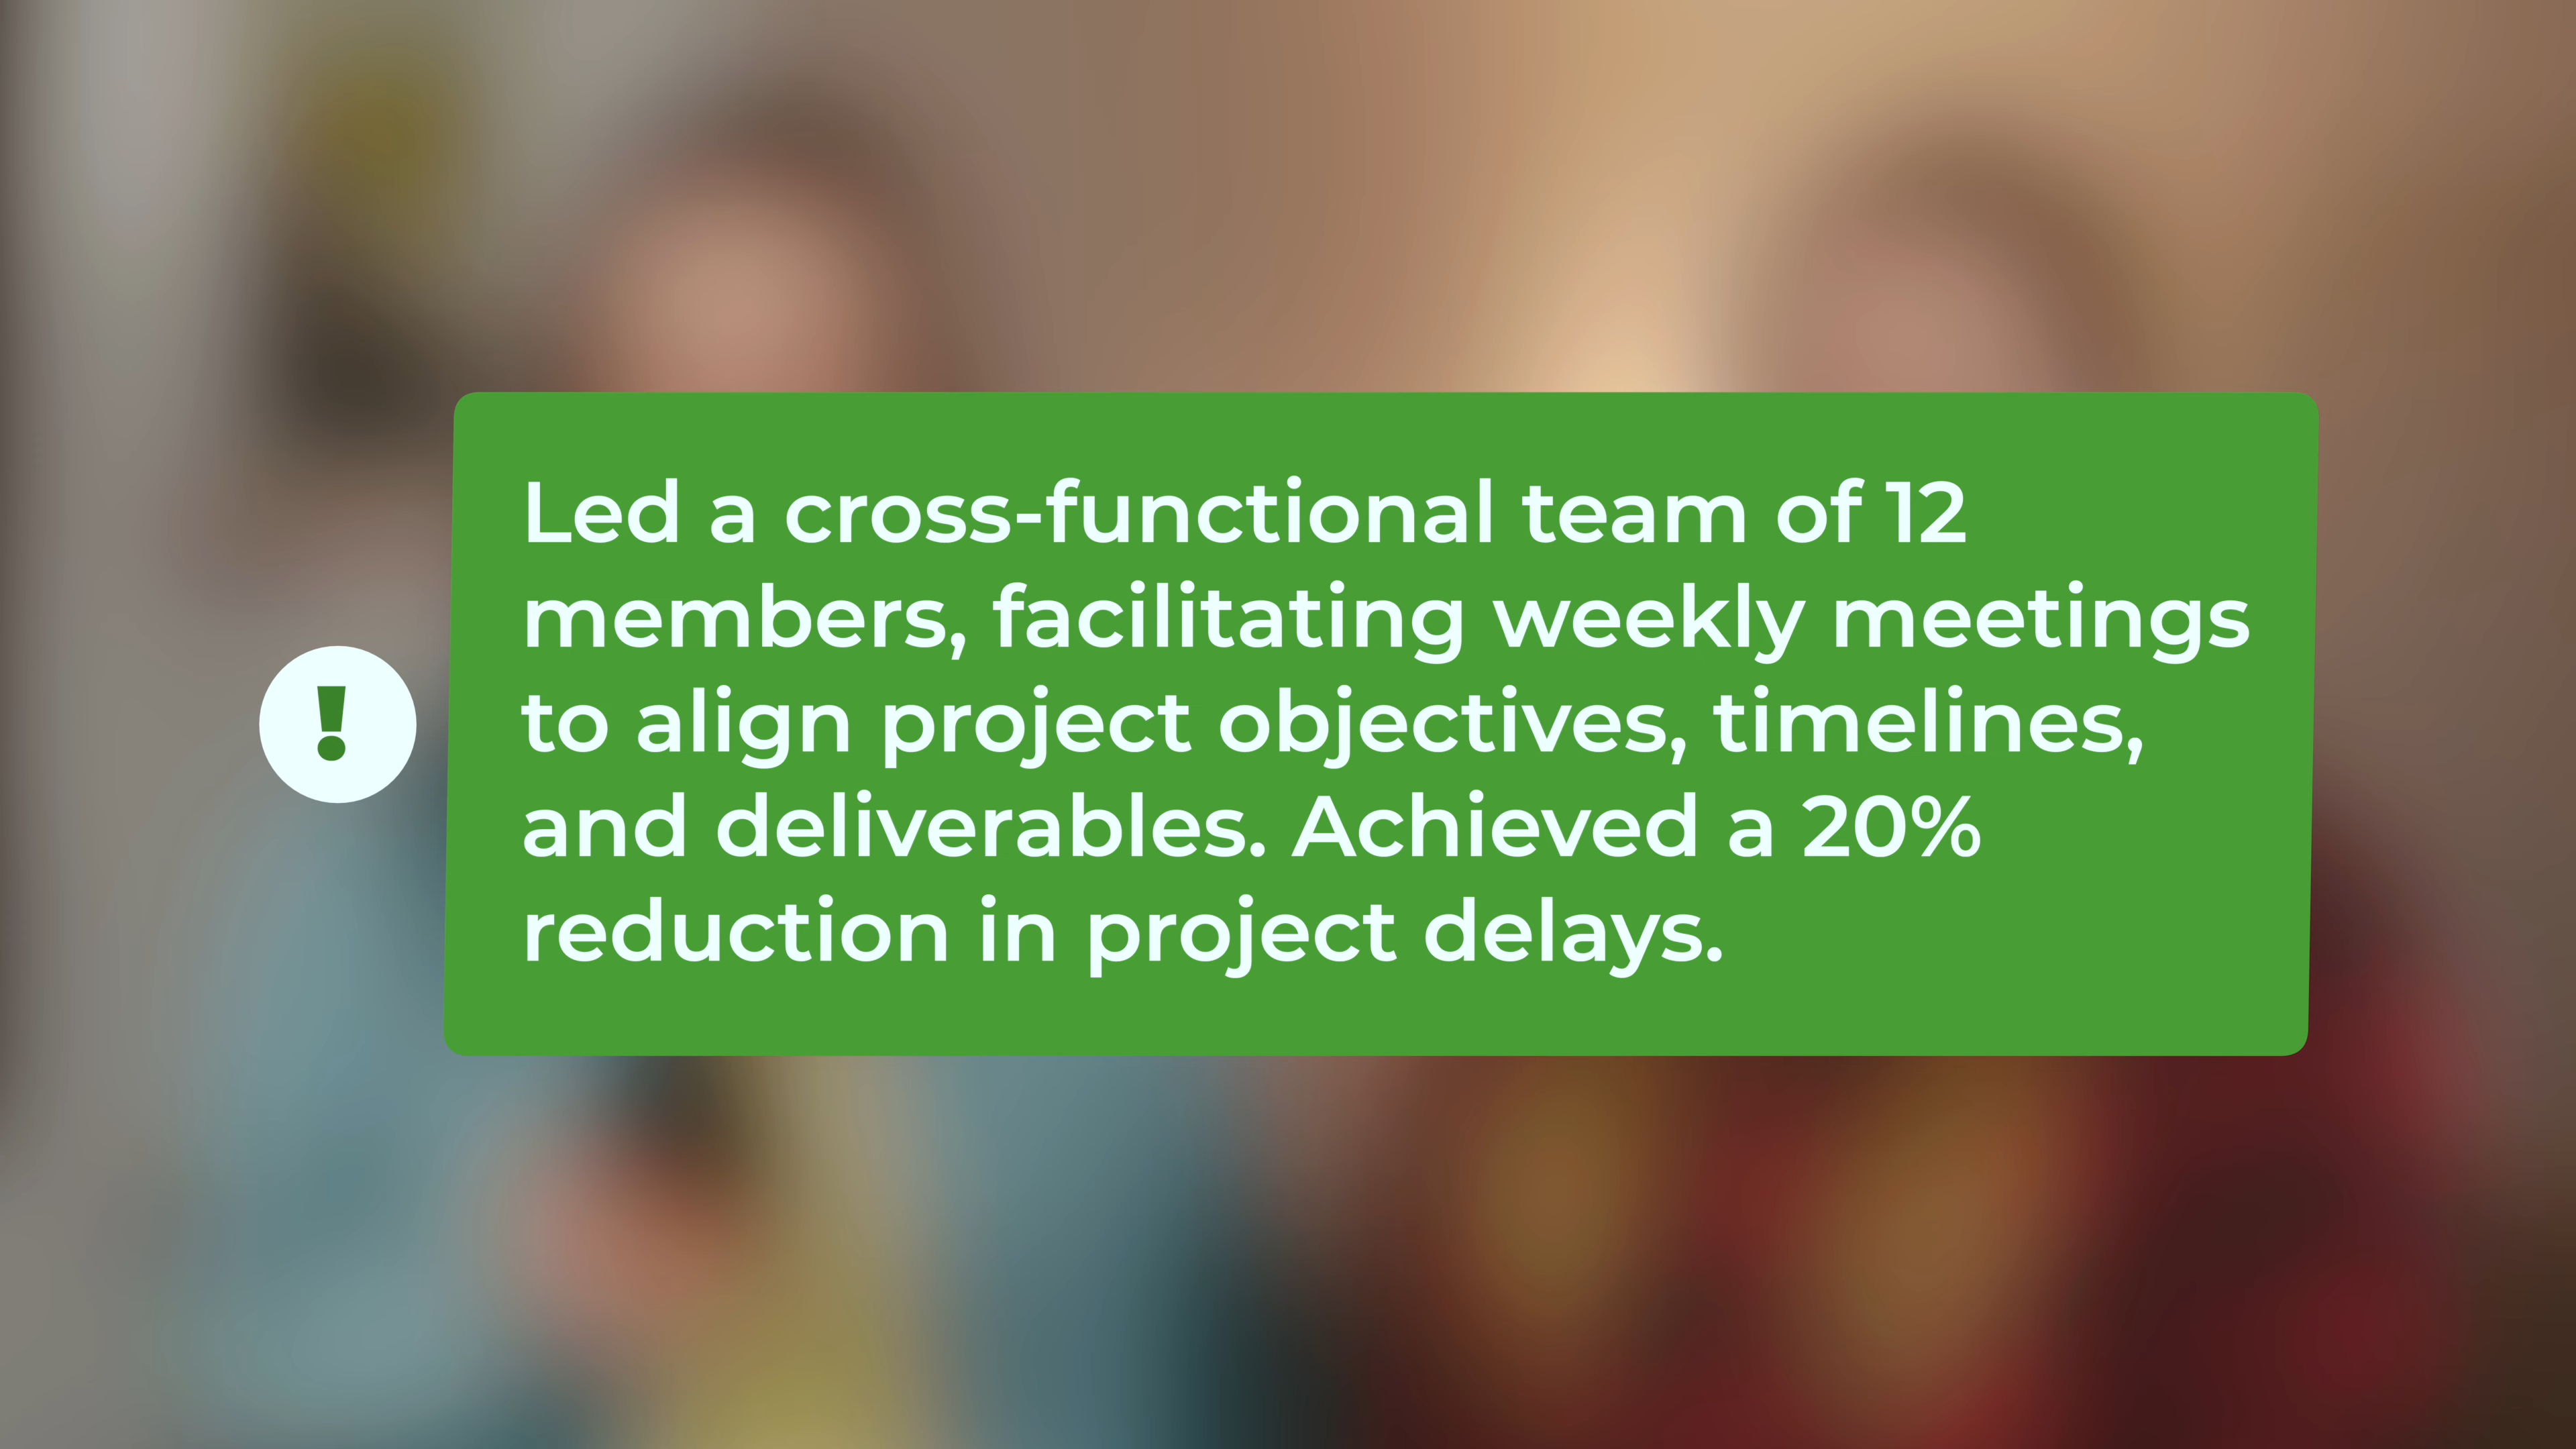 Led a cross-functional team of 12
members, facilitating weekly meetings
to align project objectives, timelines,
and deliverables. Achieved a 20%
reduction in project delays.